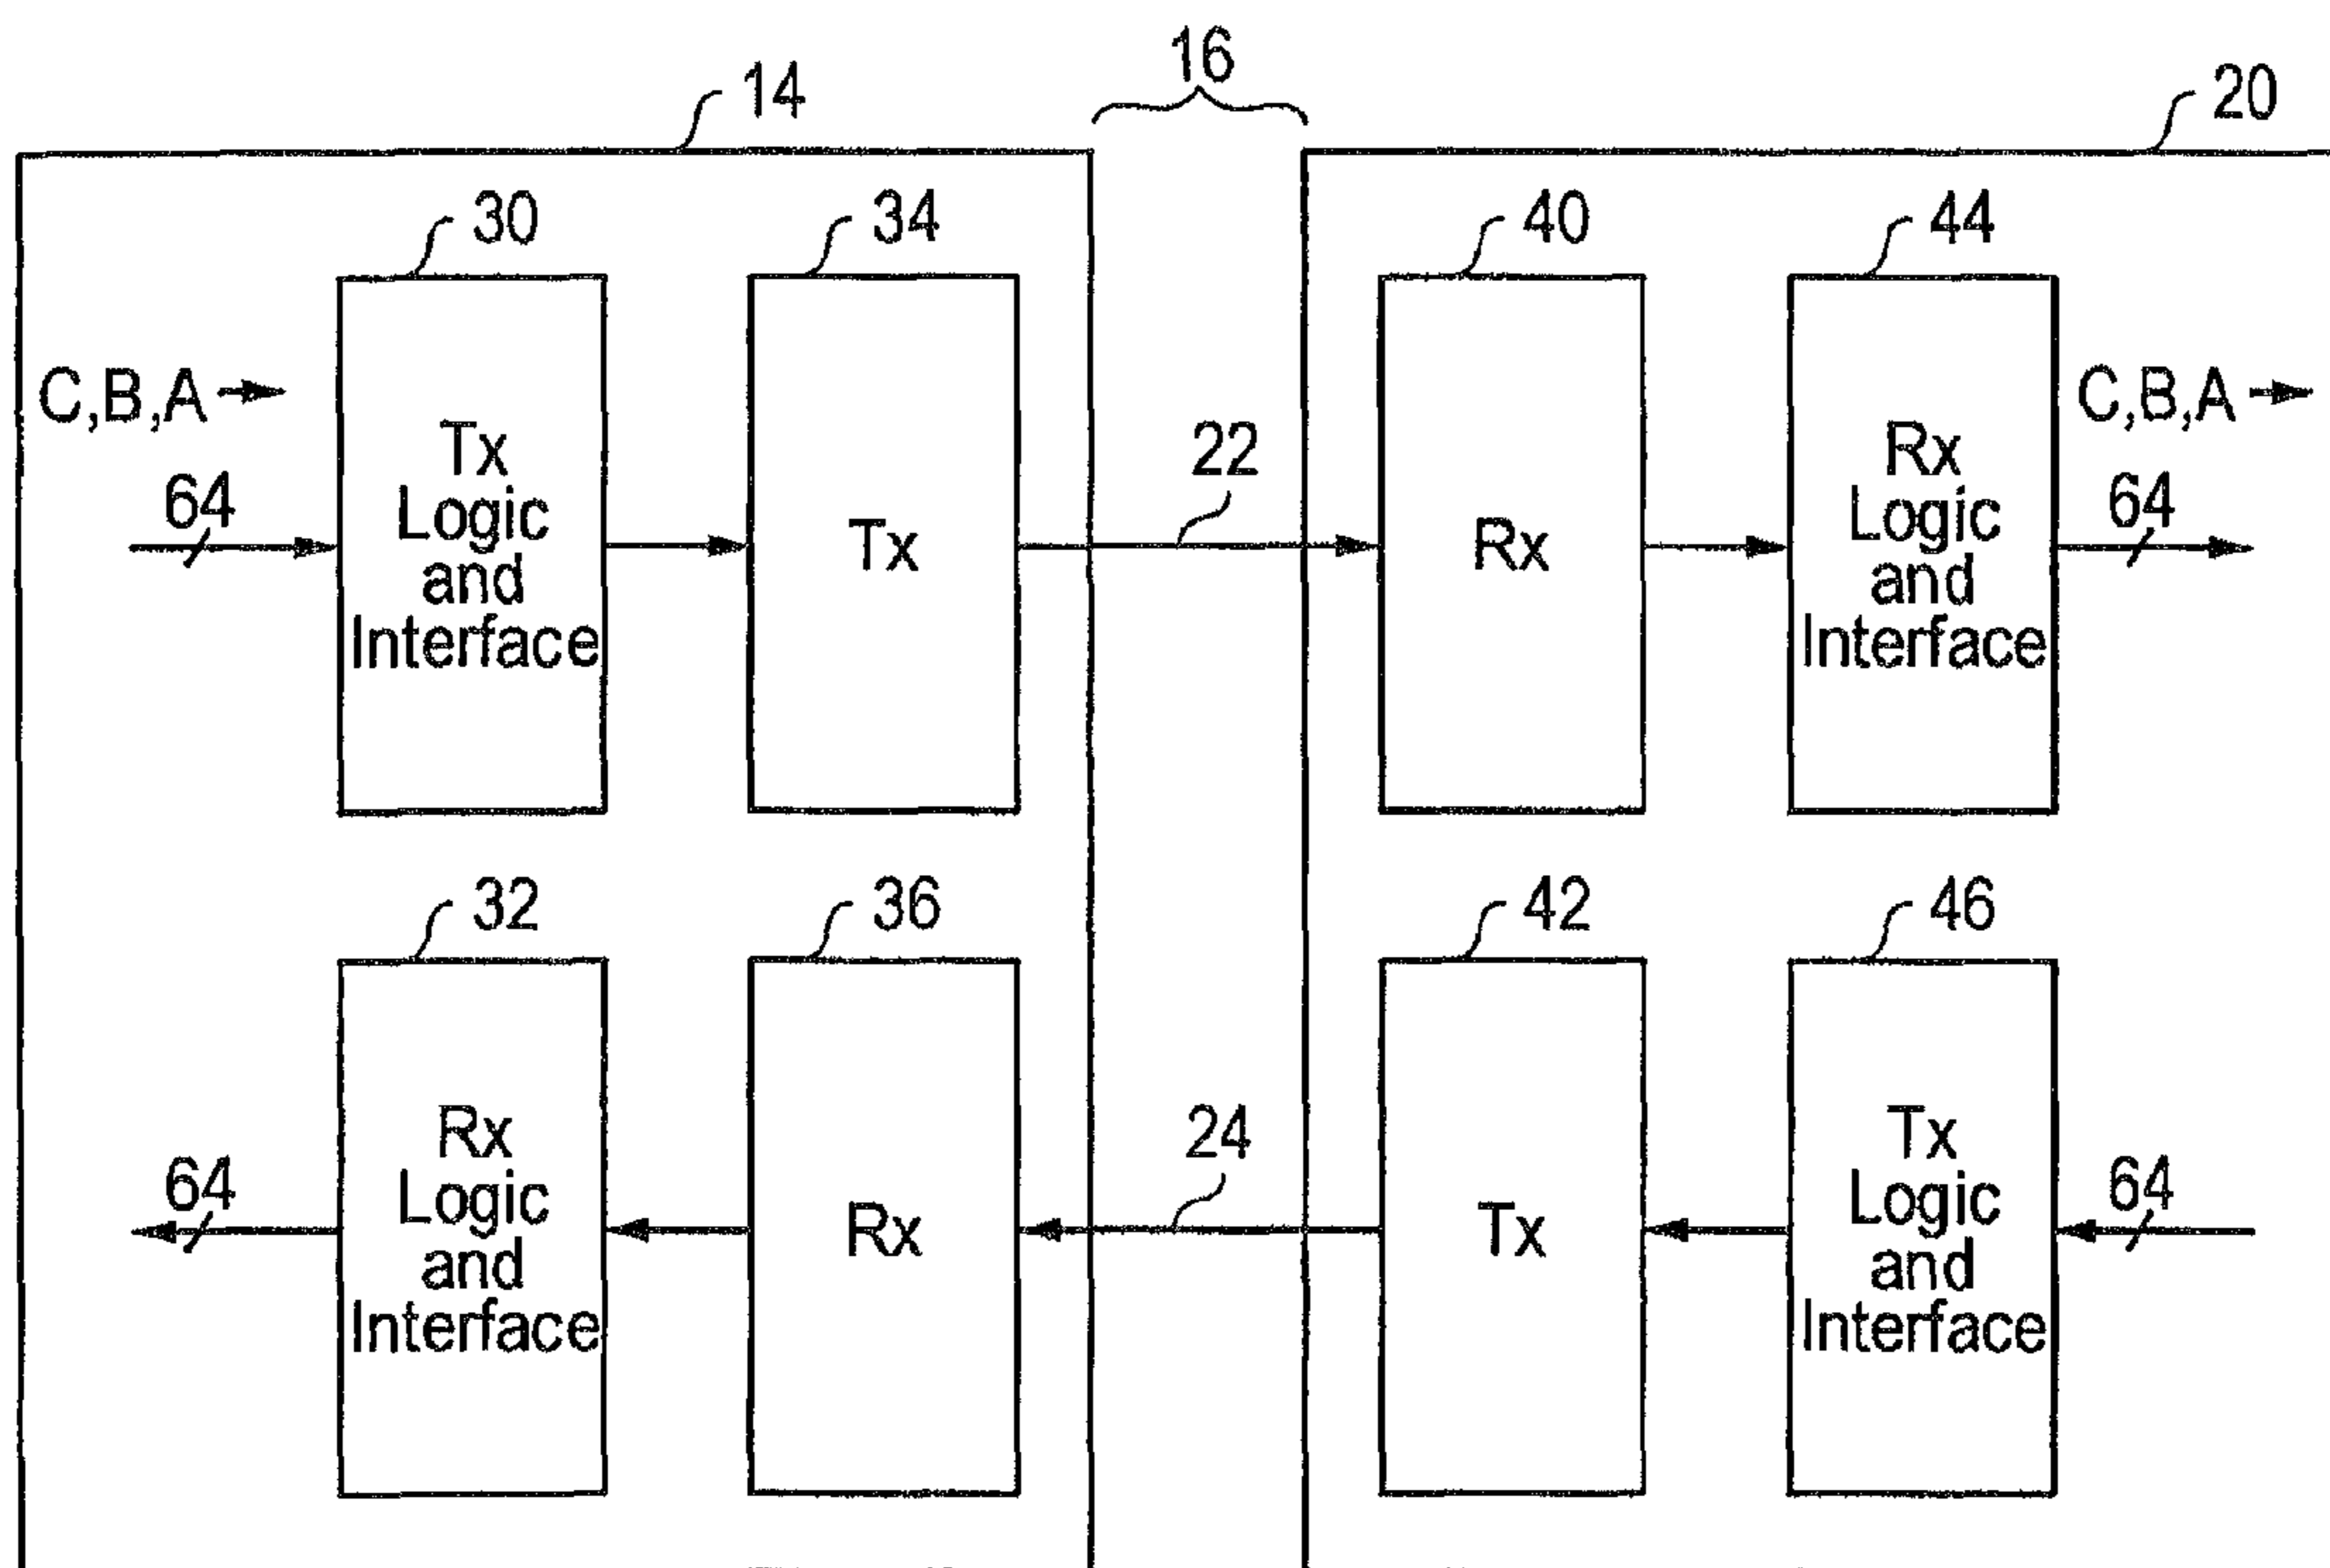 14
16
20
30
34
40
44
C,B,A
64
Tx
Logic
and
Interface
Tx
22
Rx
Rx
Logic
and
Interface
C,B,A
64
32
36
42
46
64
Rx
Logic
and
Interface
Rx
24
Tx
Tx
Logic
and
Interface
64